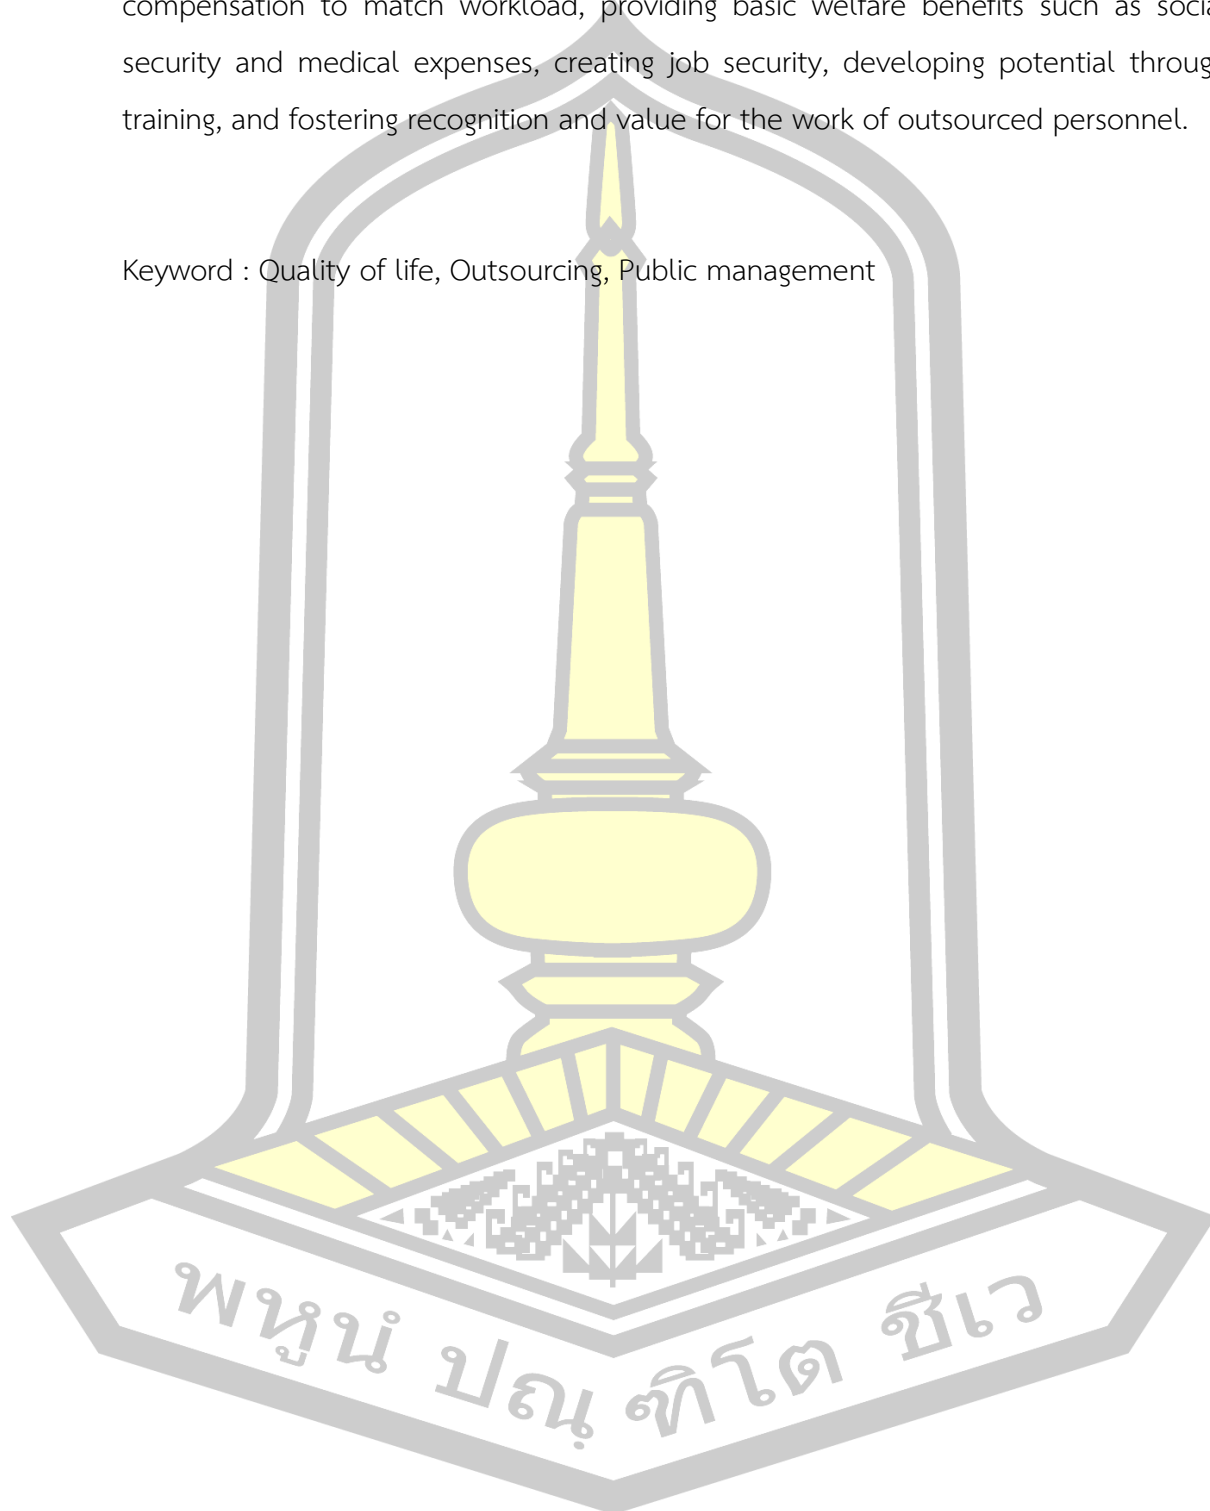 compensation to match workload, providing basic welfare benefits such as social
security and medical expenses, creating job security, developing potential through
training, and fostering recognition and value for the work of outsourced personnel.
Keyword : Quality of life, Outsourcing, Public management
พหูนํ ปณฺฑิโต ชีเว